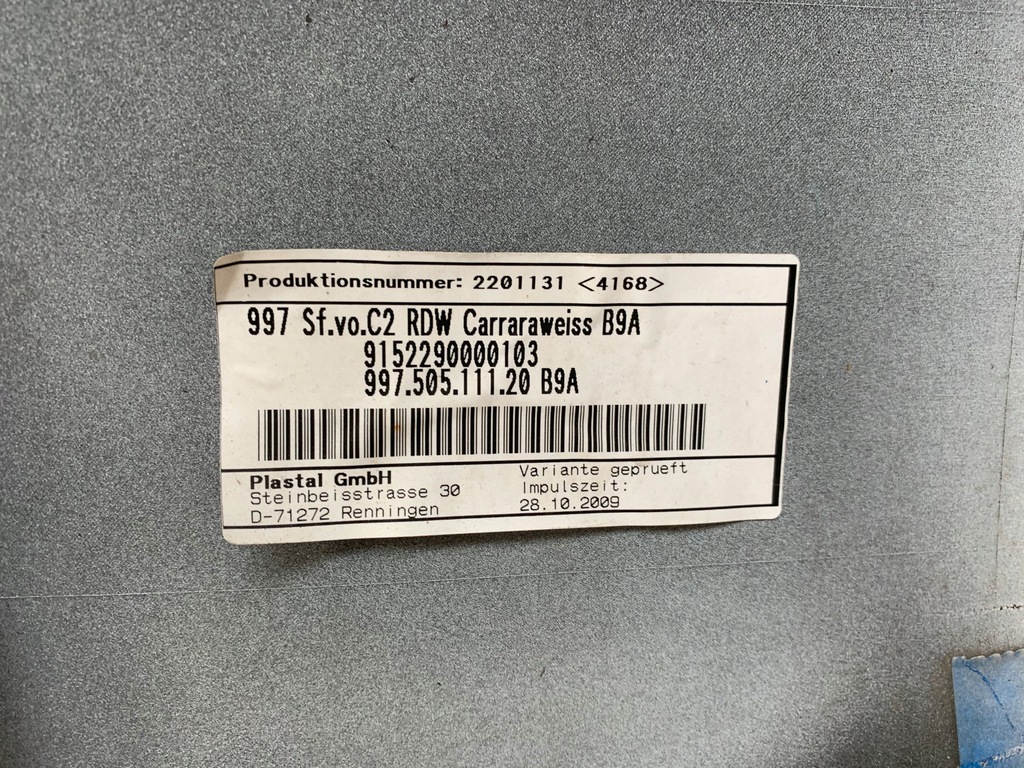 Produktionsnummer: 2201131 <4168>
997 Sf.vo.C2 RDW Carraraweiss B9A
9152290000103
997.505.111.20 B9A
Plastal GmbH
Steinbeisstrasse 30
D-71272 Renningen
Variante geprueft
Impulszeit:
28.10.2009